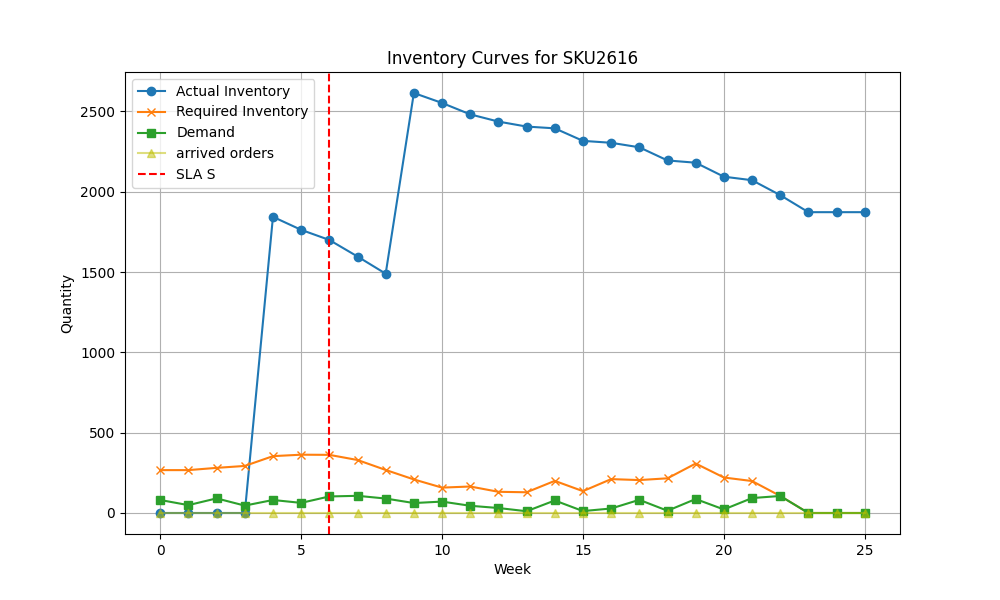 Inventory Curves for SKU2616
Actual Inventory
Required Inventory
Demand
arrived orders
SLA S
Quantity
2500
2000
1500
1000
500
0
0 5 10 15 20 25
Week